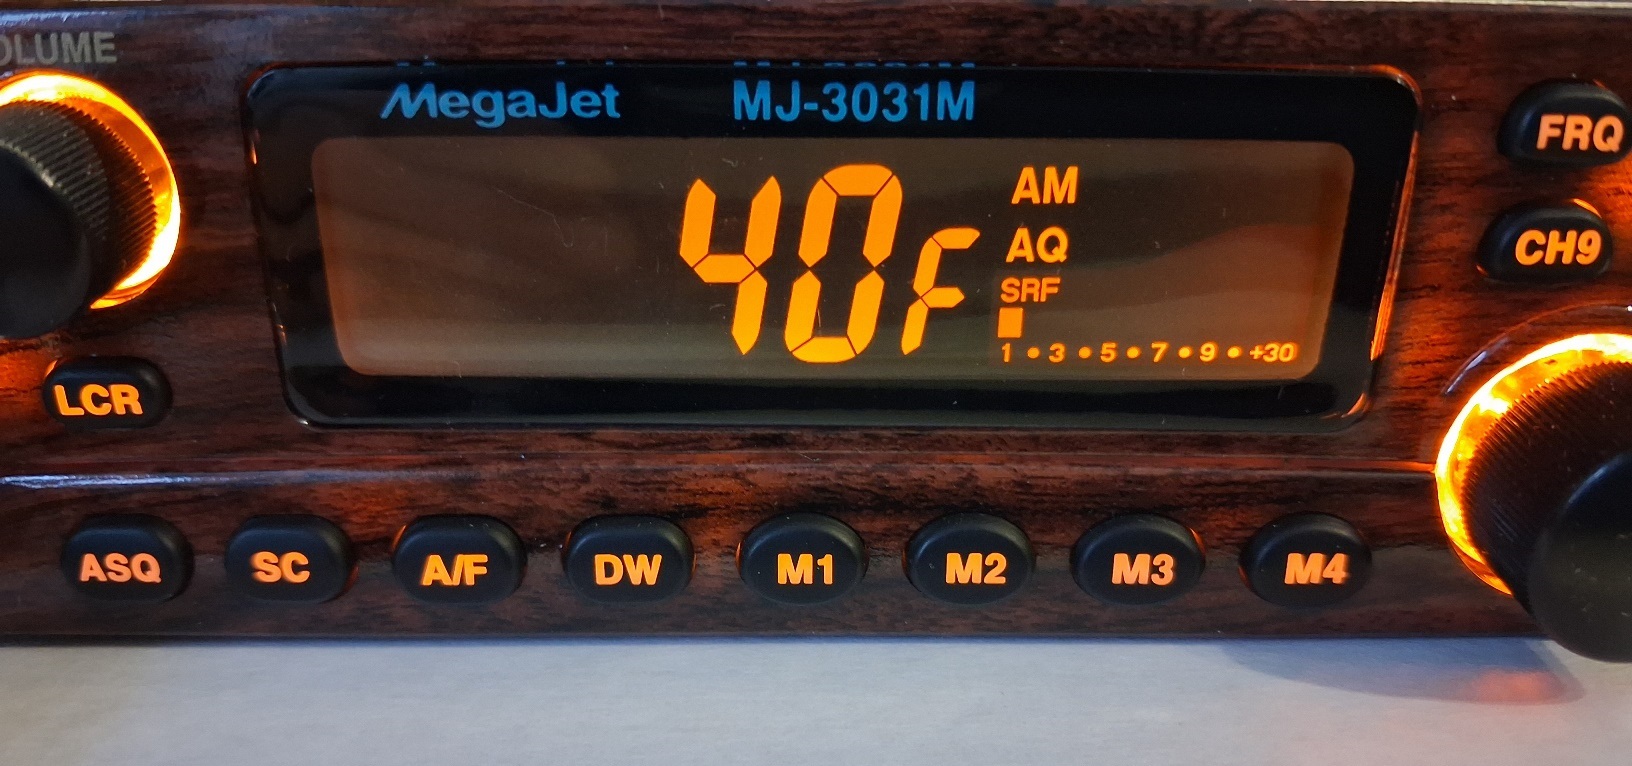 OLUME
MegaJet MJ-3031M
FRQ
40F
AM
AQ
CH9
SRF
1 • 3 • 5 • 7 • 9 • +30
LCR
ASQ SC A/F DW M1 M2 M3 M4